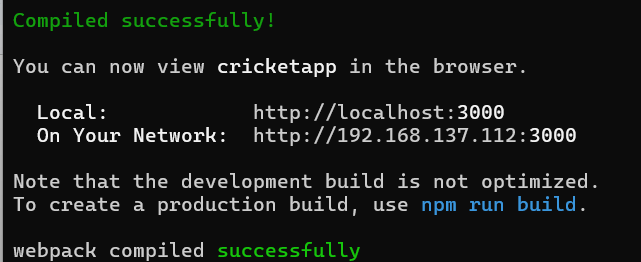 Compiled successfully!
You can now view cricketapp in the browser.
Local: http://localhost:3000
On Your Network: http://192.168.137.112:3000
Note that the development build is not optimized.
To create a production build, use npm run build.
webpack compiled successfully